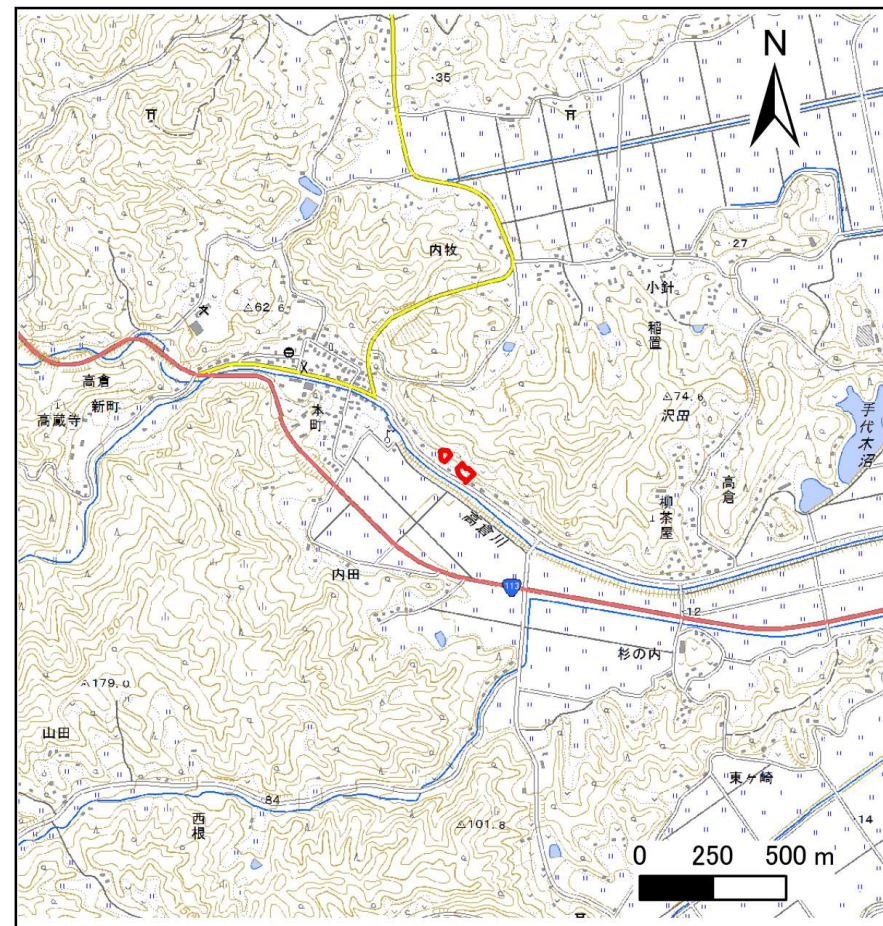 N
・35
内牧
・27
小針
稲置
△62.6
高倉
新町
高蔵寺
本町
△74.6
沢田
手代木沼
高倉
柳茶屋
高倉川
内田
113
・12
杉の内
△179.0
山田
東ヶ崎
84
西根
△101.8
14
0 250 500 m
50
50